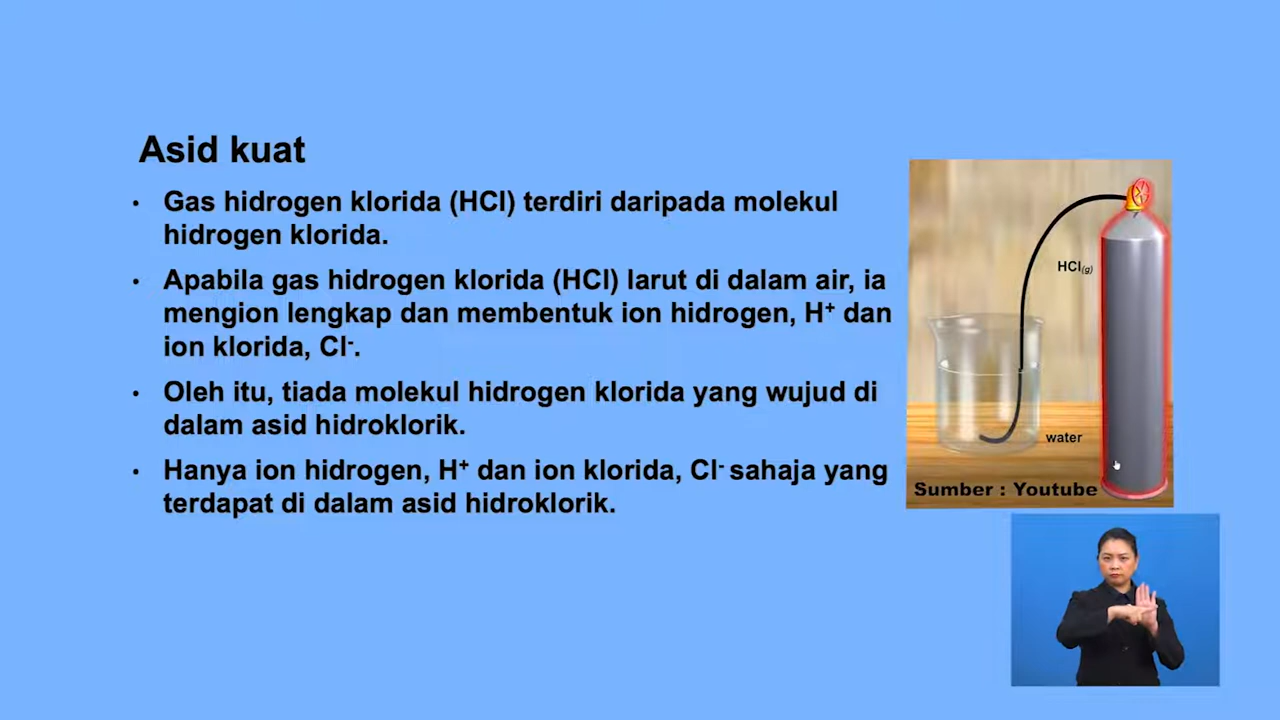 Asid kuat
• Gas hidrogen klorida (HCl) terdiri daripada molekul
hidrogen klorida.
• Apabila gas hidrogen klorida (HCl) larut di dalam air, ia
mengion lengkap dan membentuk ion hidrogen, H⁺ dan
ion klorida, Cl⁻.
• Oleh itu, tiada molekul hidrogen klorida yang wujud di
dalam asid hidroklorik.
• Hanya ion hidrogen, H⁺ dan ion klorida, Cl⁻ sahaja yang
terdapat di dalam asid hidroklorik.
HCl(g)
water
Sumber : Youtube